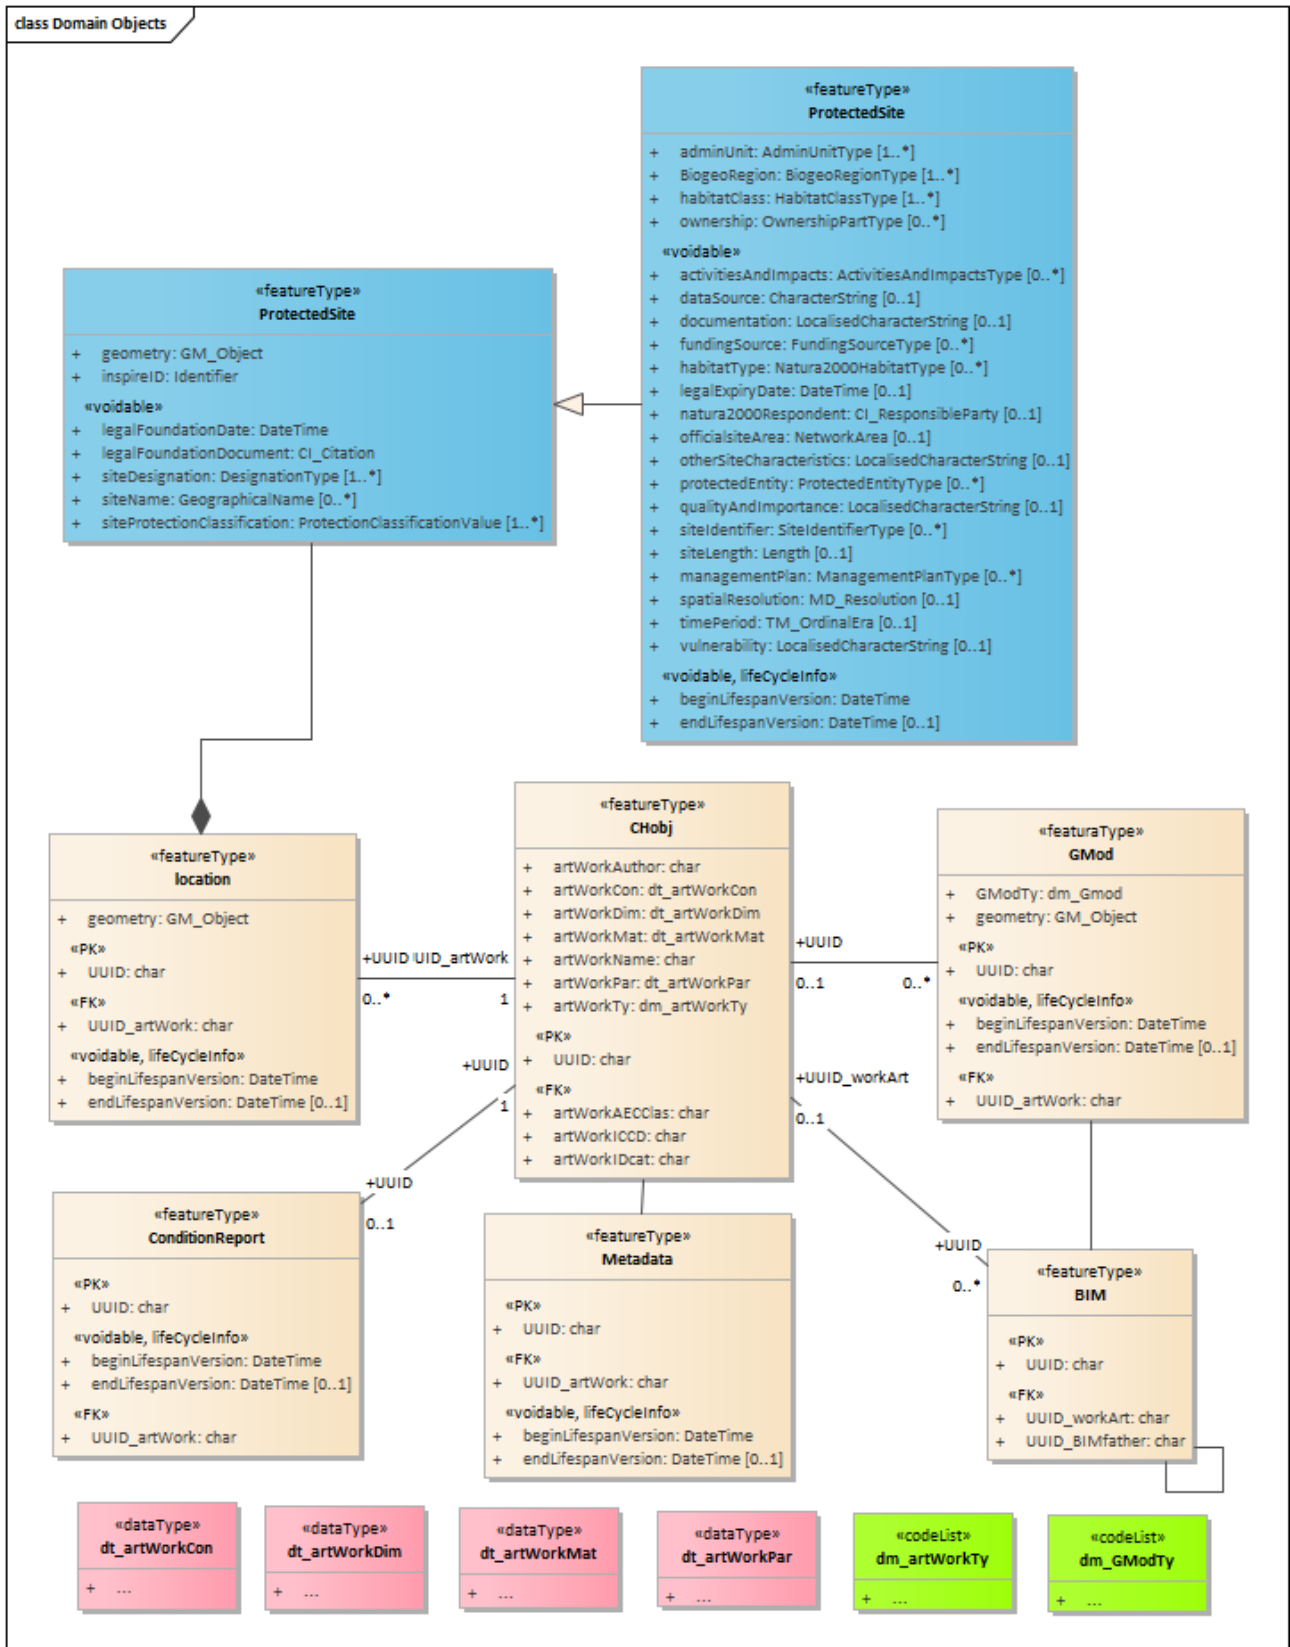 class Domain Objects
«featureType»
ProtectedSite
+ adminUnit: AdminUnitType [1..*]
+ BiogeoRegion: BiogeoRegionType [1..*]
+ habitatClass: HabitatClassType [1..*]
+ ownership: OwnershipPartType [0..*]
«voidable»
+ activitiesAndImpacts: ActivitiesAndImpactsType [0..*]
+ dataSource: CharacterString [0..1]
+ documentation: LocalisedCharacterString [0..1]
+ fundingSource: FundingSourceType [0..*]
+ habitatType: Natura2000HabitatType [0..*]
+ legalExpiryDate: DateTime [0..1]
+ natura2000Respondent: CI_ResponsibleParty [0..1]
+ officialsiteArea: NetworkArea [0..1]
+ otherSiteCharacteristics: LocalisedCharacterString [0..1]
+ protectedEntity: ProtectedEntityType [0..*]
+ qualityAndImportance: LocalisedCharacterString [0..1]
+ siteIdentifier: SiteIdentifierType [0..*]
+ siteLength: Length [0..1]
+ managementPlan: ManagementPlanType [0..*]
+ spatialResolution: MD_Resolution [0..1]
+ timePeriod: TM_OrdinalEra [0..1]
+ vulnerability: LocalisedCharacterString [0..1]
«voidable, lifeCycleInfo»
+ beginLifespanVersion: DateTime
+ endLifespanVersion: DateTime [0..1]
«featureType»
ProtectedSite
+ geometry: GM_Object
+ inspireID: Identifier
«voidable»
+ legalFoundationDate: DateTime
+ legalFoundationDocument: CI_Citation
+ siteDesignation: DesignationType [1..*]
+ siteName: GeographicalName [0..*]
+ siteProtectionClassification: ProtectionClassificationValue [1..*]
«featureType»
location
+ geometry: GM_Object
«PK»
+ UUID: char
«FK»
+ UUID_artWork: char
«voidable, lifeCycleInfo»
+ beginLifespanVersion: DateTime
+ endLifespanVersion: DateTime [0..1]
+UUID UID_artWork
0..* 1
«featureType»
CHobj
+ artWorkAuthor: char
+ artWorkCon: dt_artWorkCon
+ artWorkDim: dt_artWorkDim
+ artWorkMat: dt_artWorkMat
+ artWorkName: char
+ artWorkPar: dt_artWorkPar
+ artWorkTy: dm_artWorkTy
«PK»
+ UUID: char
«FK»
+ artWorkAECClas: char
+ artWorkICCD: char
+ artWorkIDcat: char
+UUID
0..1 0..*
«featuraType»
GMod
+ GModTy: dm_Gmod
+ geometry: GM_Object
«PK»
+ UUID: char
«voidable, lifeCycleInfo»
+ beginLifespanVersion: DateTime
+ endLifespanVersion: DateTime [0..1]
«FK»
+ UUID_artWork: char
+UUID
1
+UUID
0..1
+UUID_workArt
0..1
+UUID
0..*
«featureType»
ConditionReport
«PK»
+ UUID: char
«voidable, lifeCycleInfo»
+ beginLifespanVersion: DateTime
+ endLifespanVersion: DateTime [0..1]
«FK»
+ UUID_artWork: char
«featureType»
Metadata
«PK»
+ UUID: char
«FK»
+ UUID_artWork: char
«voidable, lifeCycleInfo»
+ beginLifespanVersion: DateTime
+ endLifespanVersion: DateTime [0..1]
«featureType»
BIM
«PK»
+ UUID: char
«FK»
+ UUID_workArt: char
+ UUID_BIMfather: char
«dataType»
dt_artWorkCon
+ ...
«dataType»
dt_artWorkDim
+ ...
«dataType»
dt_artWorkMat
+ ...
«dataType»
dt_artWorkPar
+ ...
«codeList»
dm_artWorkTy
+ ...
«codeList»
dm_GModTy
+ ...